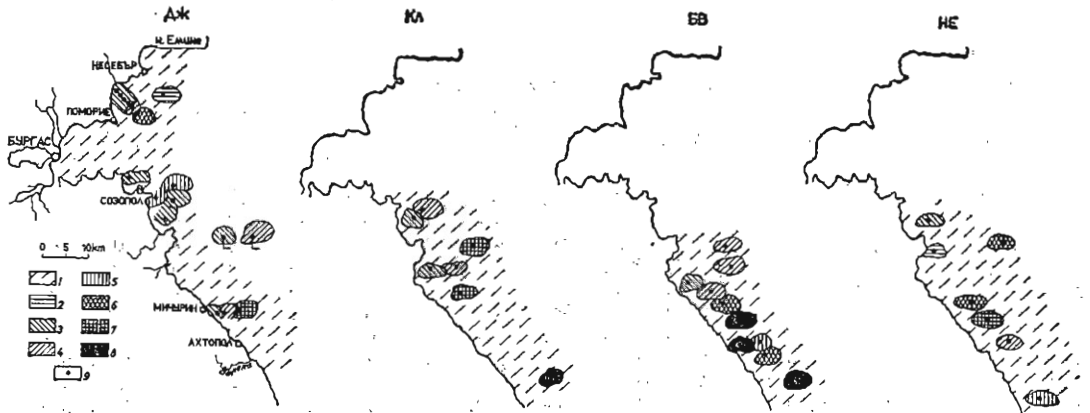 Дж
Кл
БВ
НЕ
н. Емине
НЕСЕБЪР
ПОМОРИЕ
БУРГАС
СОЗОПОЛ
0 5 10km
1
2
3
4
5
6
7
8
9
МИЧУРИН
АХТОПОЛ